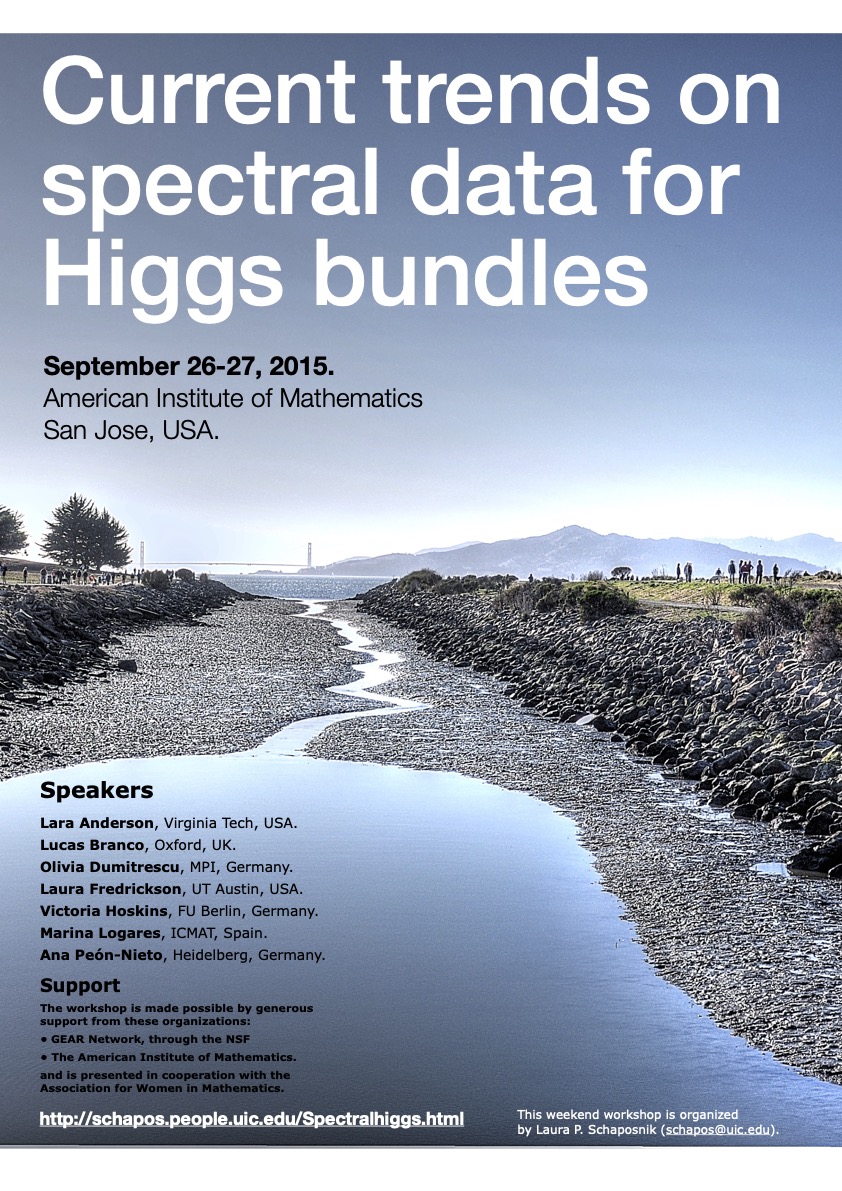 Current trends on
spectral data for
Higgs bundles
September 26-27, 2015.
American Institute of Mathematics
San Jose, USA.
Speakers
Lara Anderson, Virginia Tech, USA.
Lucas Branco, Oxford, UK.
Olivia Dumitrescu, MPI, Germany.
Laura Fredrickson, UT Austin, USA.
Victoria Hoskins, FU Berlin, Germany.
Marina Logares, ICMAT, Spain.
Ana Peón-Nieto, Heidelberg, Germany.
Support
The workshop is made possible by generous
support from these organizations:
• GEAR Network, through the NSF
• The American Institute of Mathematics.
and is presented in cooperation with the
Association for Women in Mathematics.
http://schapos.people.uic.edu/Spectralhiggs.html
This weekend workshop is organized
by Laura P. Schaposnik (schapos@uic.edu).